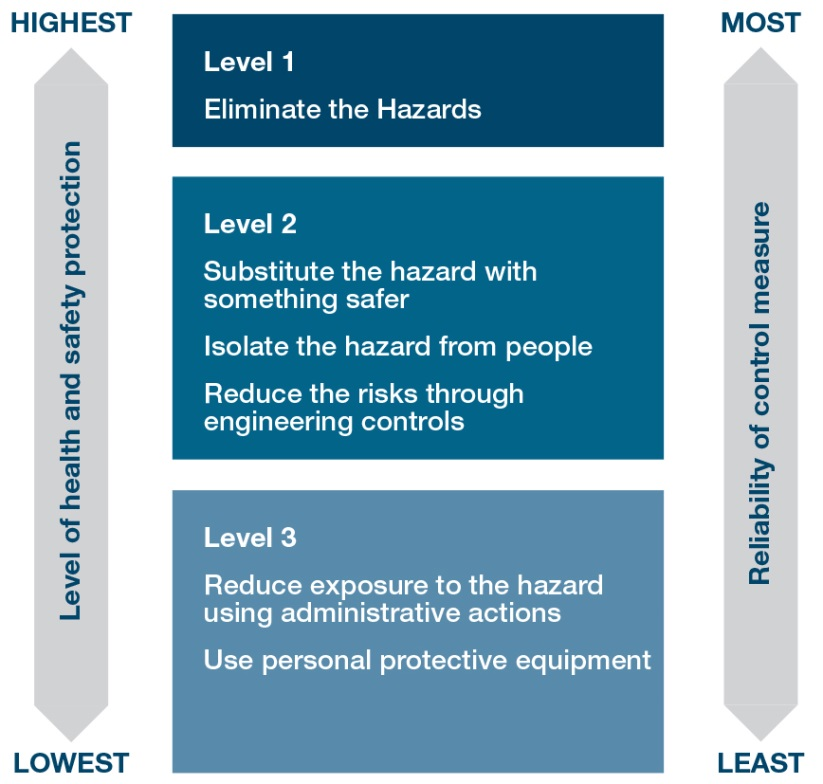 HIGHEST
MOST
Level of health and safety protection
Level 1
Eliminate the Hazards
Level 2
Substitute the hazard with
something safer
Isolate the hazard from people
Reduce the risks through
engineering controls
Level 3
Reduce exposure to the hazard
using administrative actions
Use personal protective equipment
Reliability of control measure
LOWEST
LEAST